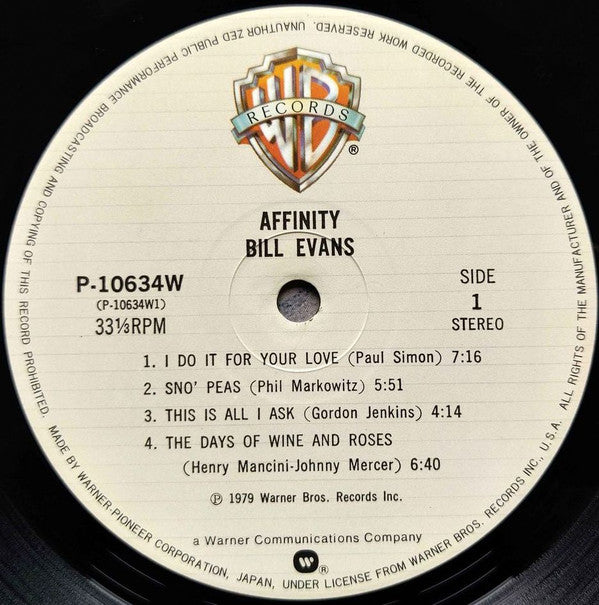 WB
RECORDS
®
AFFINITY
BILL EVANS
P-10634W
(P-10634W1)
33⅓RPM
SIDE
1
STEREO
1. I DO IT FOR YOUR LOVE (Paul Simon) 7:16
2. SNO' PEAS (Phil Markowitz) 5:51
3. THIS IS ALL I ASK (Gordon Jenkins) 4:14
4. THE DAYS OF WINE AND ROSES
(Henry Mancini-Johnny Mercer) 6:40
Ⓟ 1979 Warner Bros. Records Inc.
a Warner Communications Company
W®
MADE BY WARNER-PIONEER CORPORATION, JAPAN, UNDER LICENSE FROM WARNER BROS. RECORDS INC., U.S.A. ALL RIGHTS OF THE MANUFACTURER AND OF THE OWNER OF THE RECORDED WORK RESERVED. UNAUTHORIZED PUBLIC PERFORMANCE BROADCASTING AND COPYING OF THIS RECORD PROHIBITED.